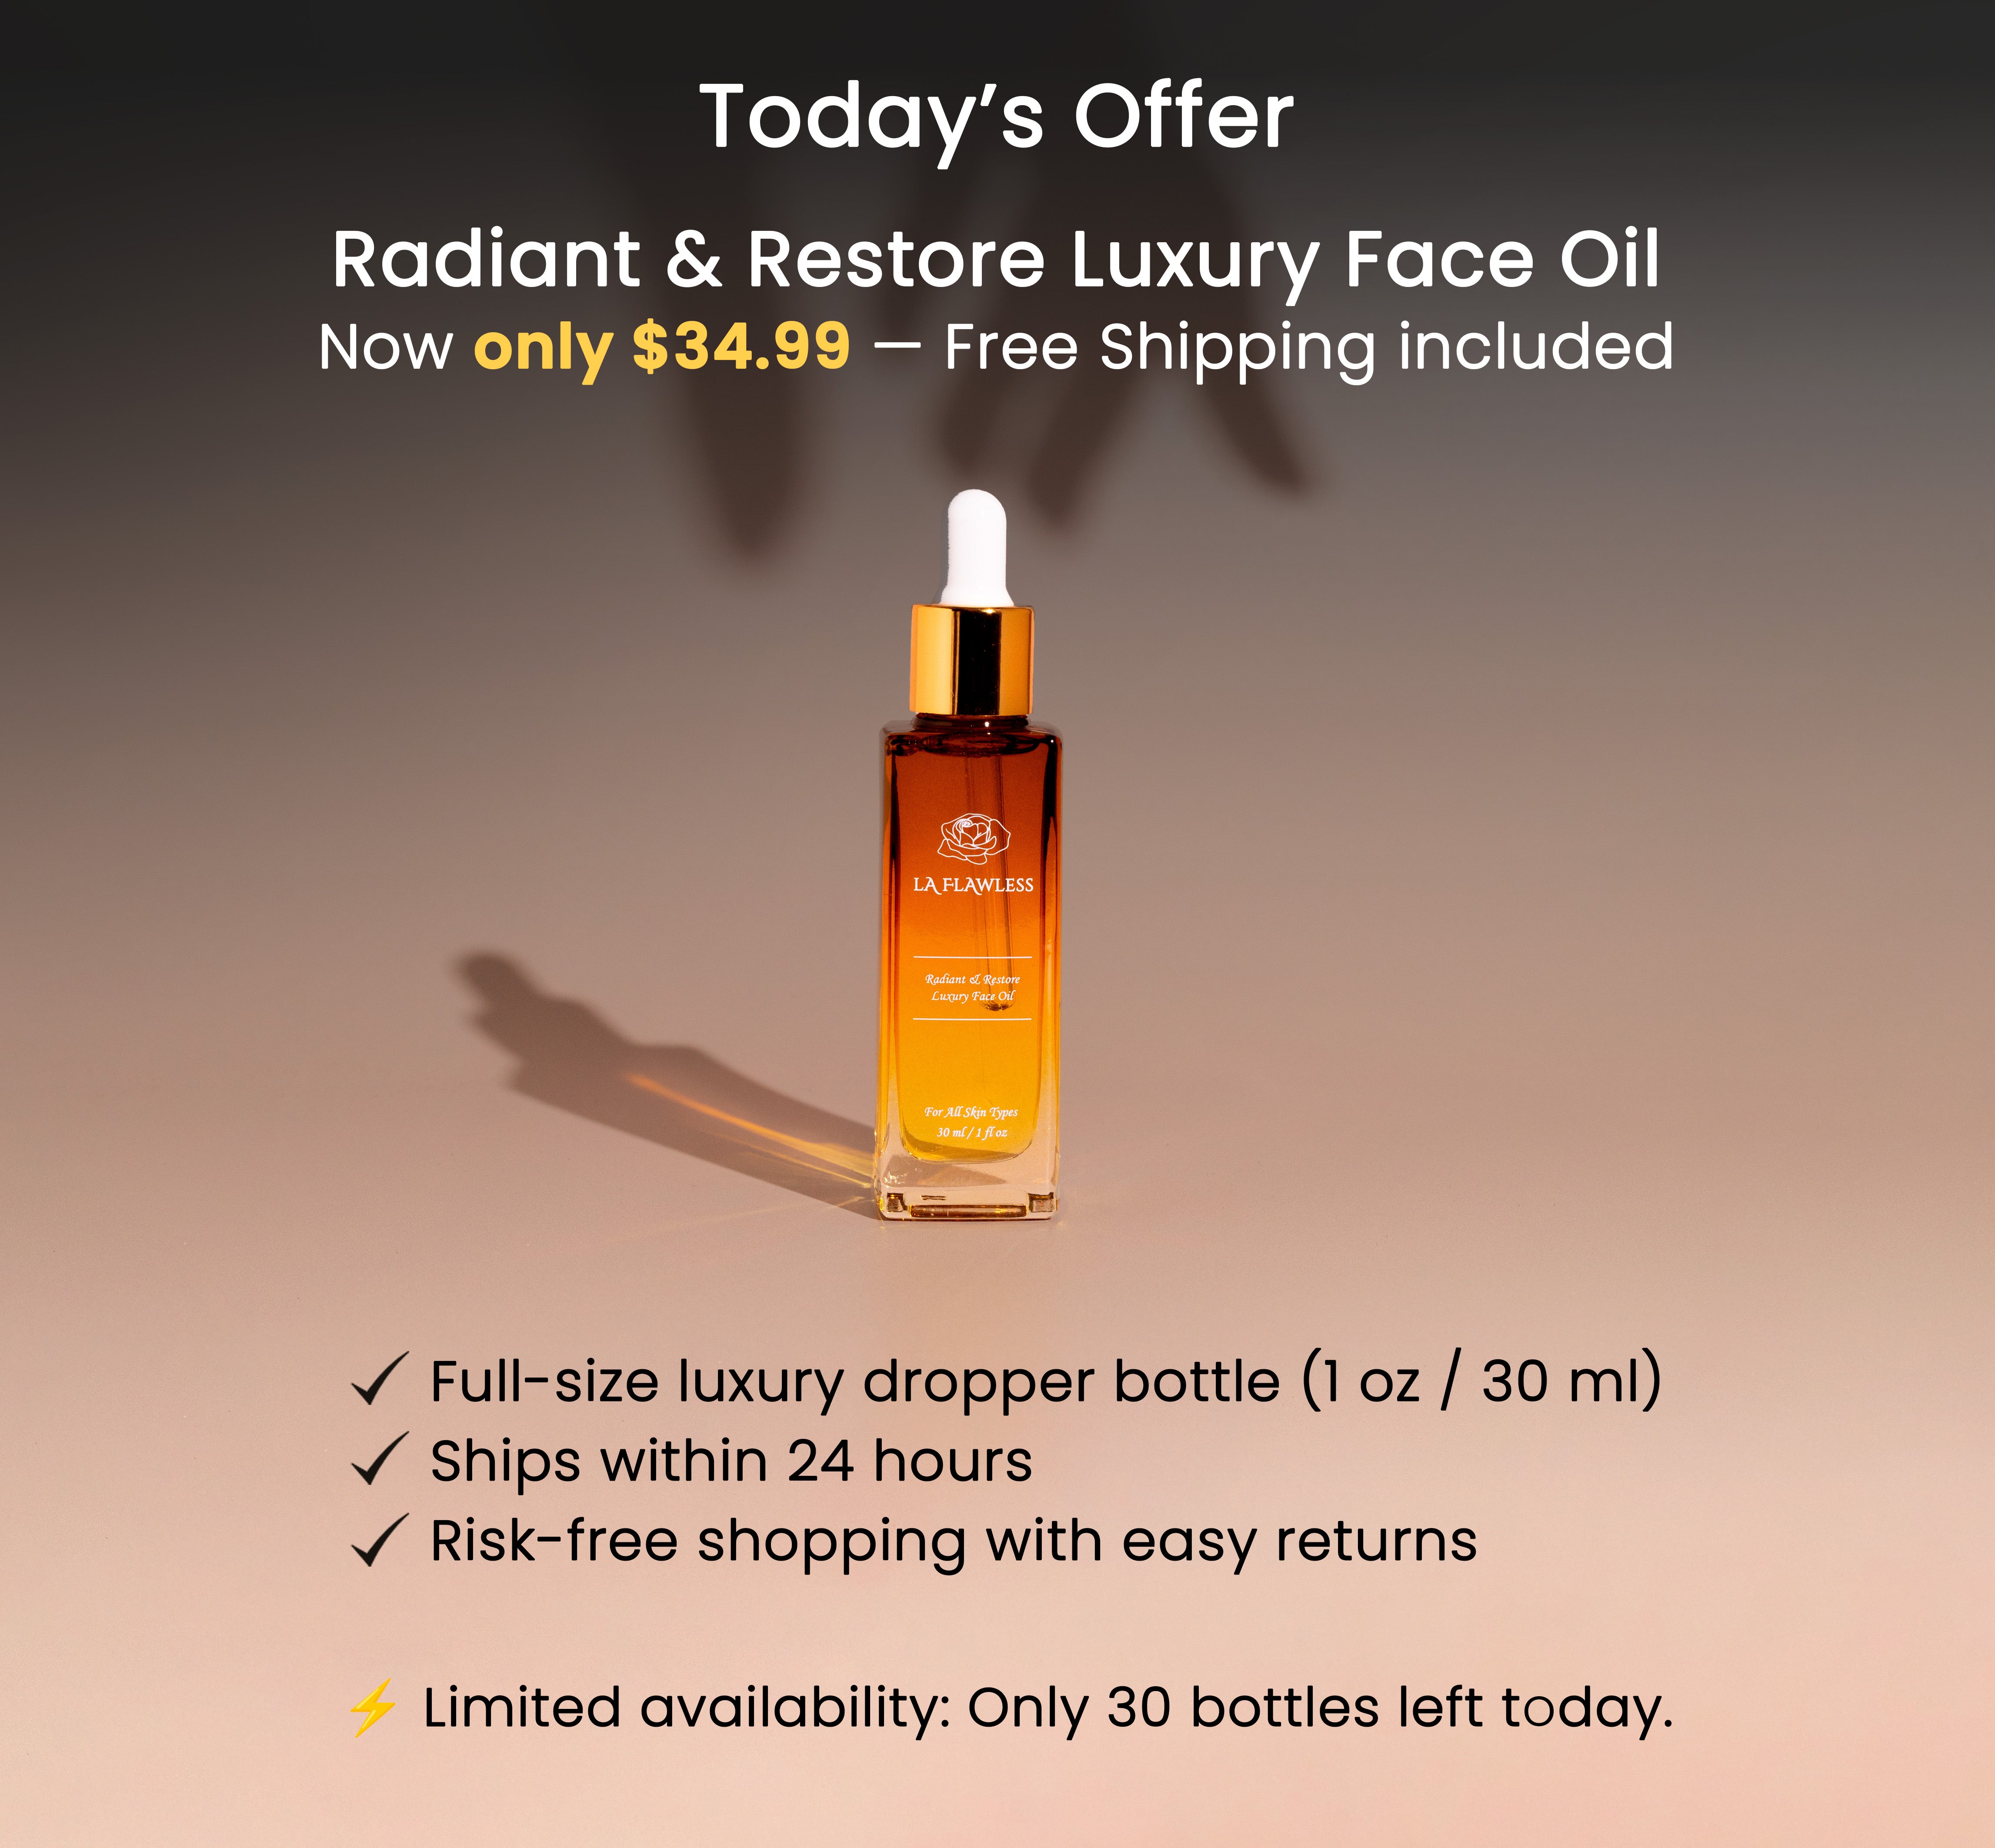 Today’s Offer
Radiant & Restore Luxury Face Oil
Now only $34.99 — Free Shipping included
LA FLAWLESS
Radiant & Restore
Luxury Face Oil
For All Skin Types
30 ml / 1 fl oz
✓ Full-size luxury dropper bottle (1 oz / 30 ml)
✓ Ships within 24 hours
✓ Risk-free shopping with easy returns
⚡ Limited availability: Only 30 bottles left today.